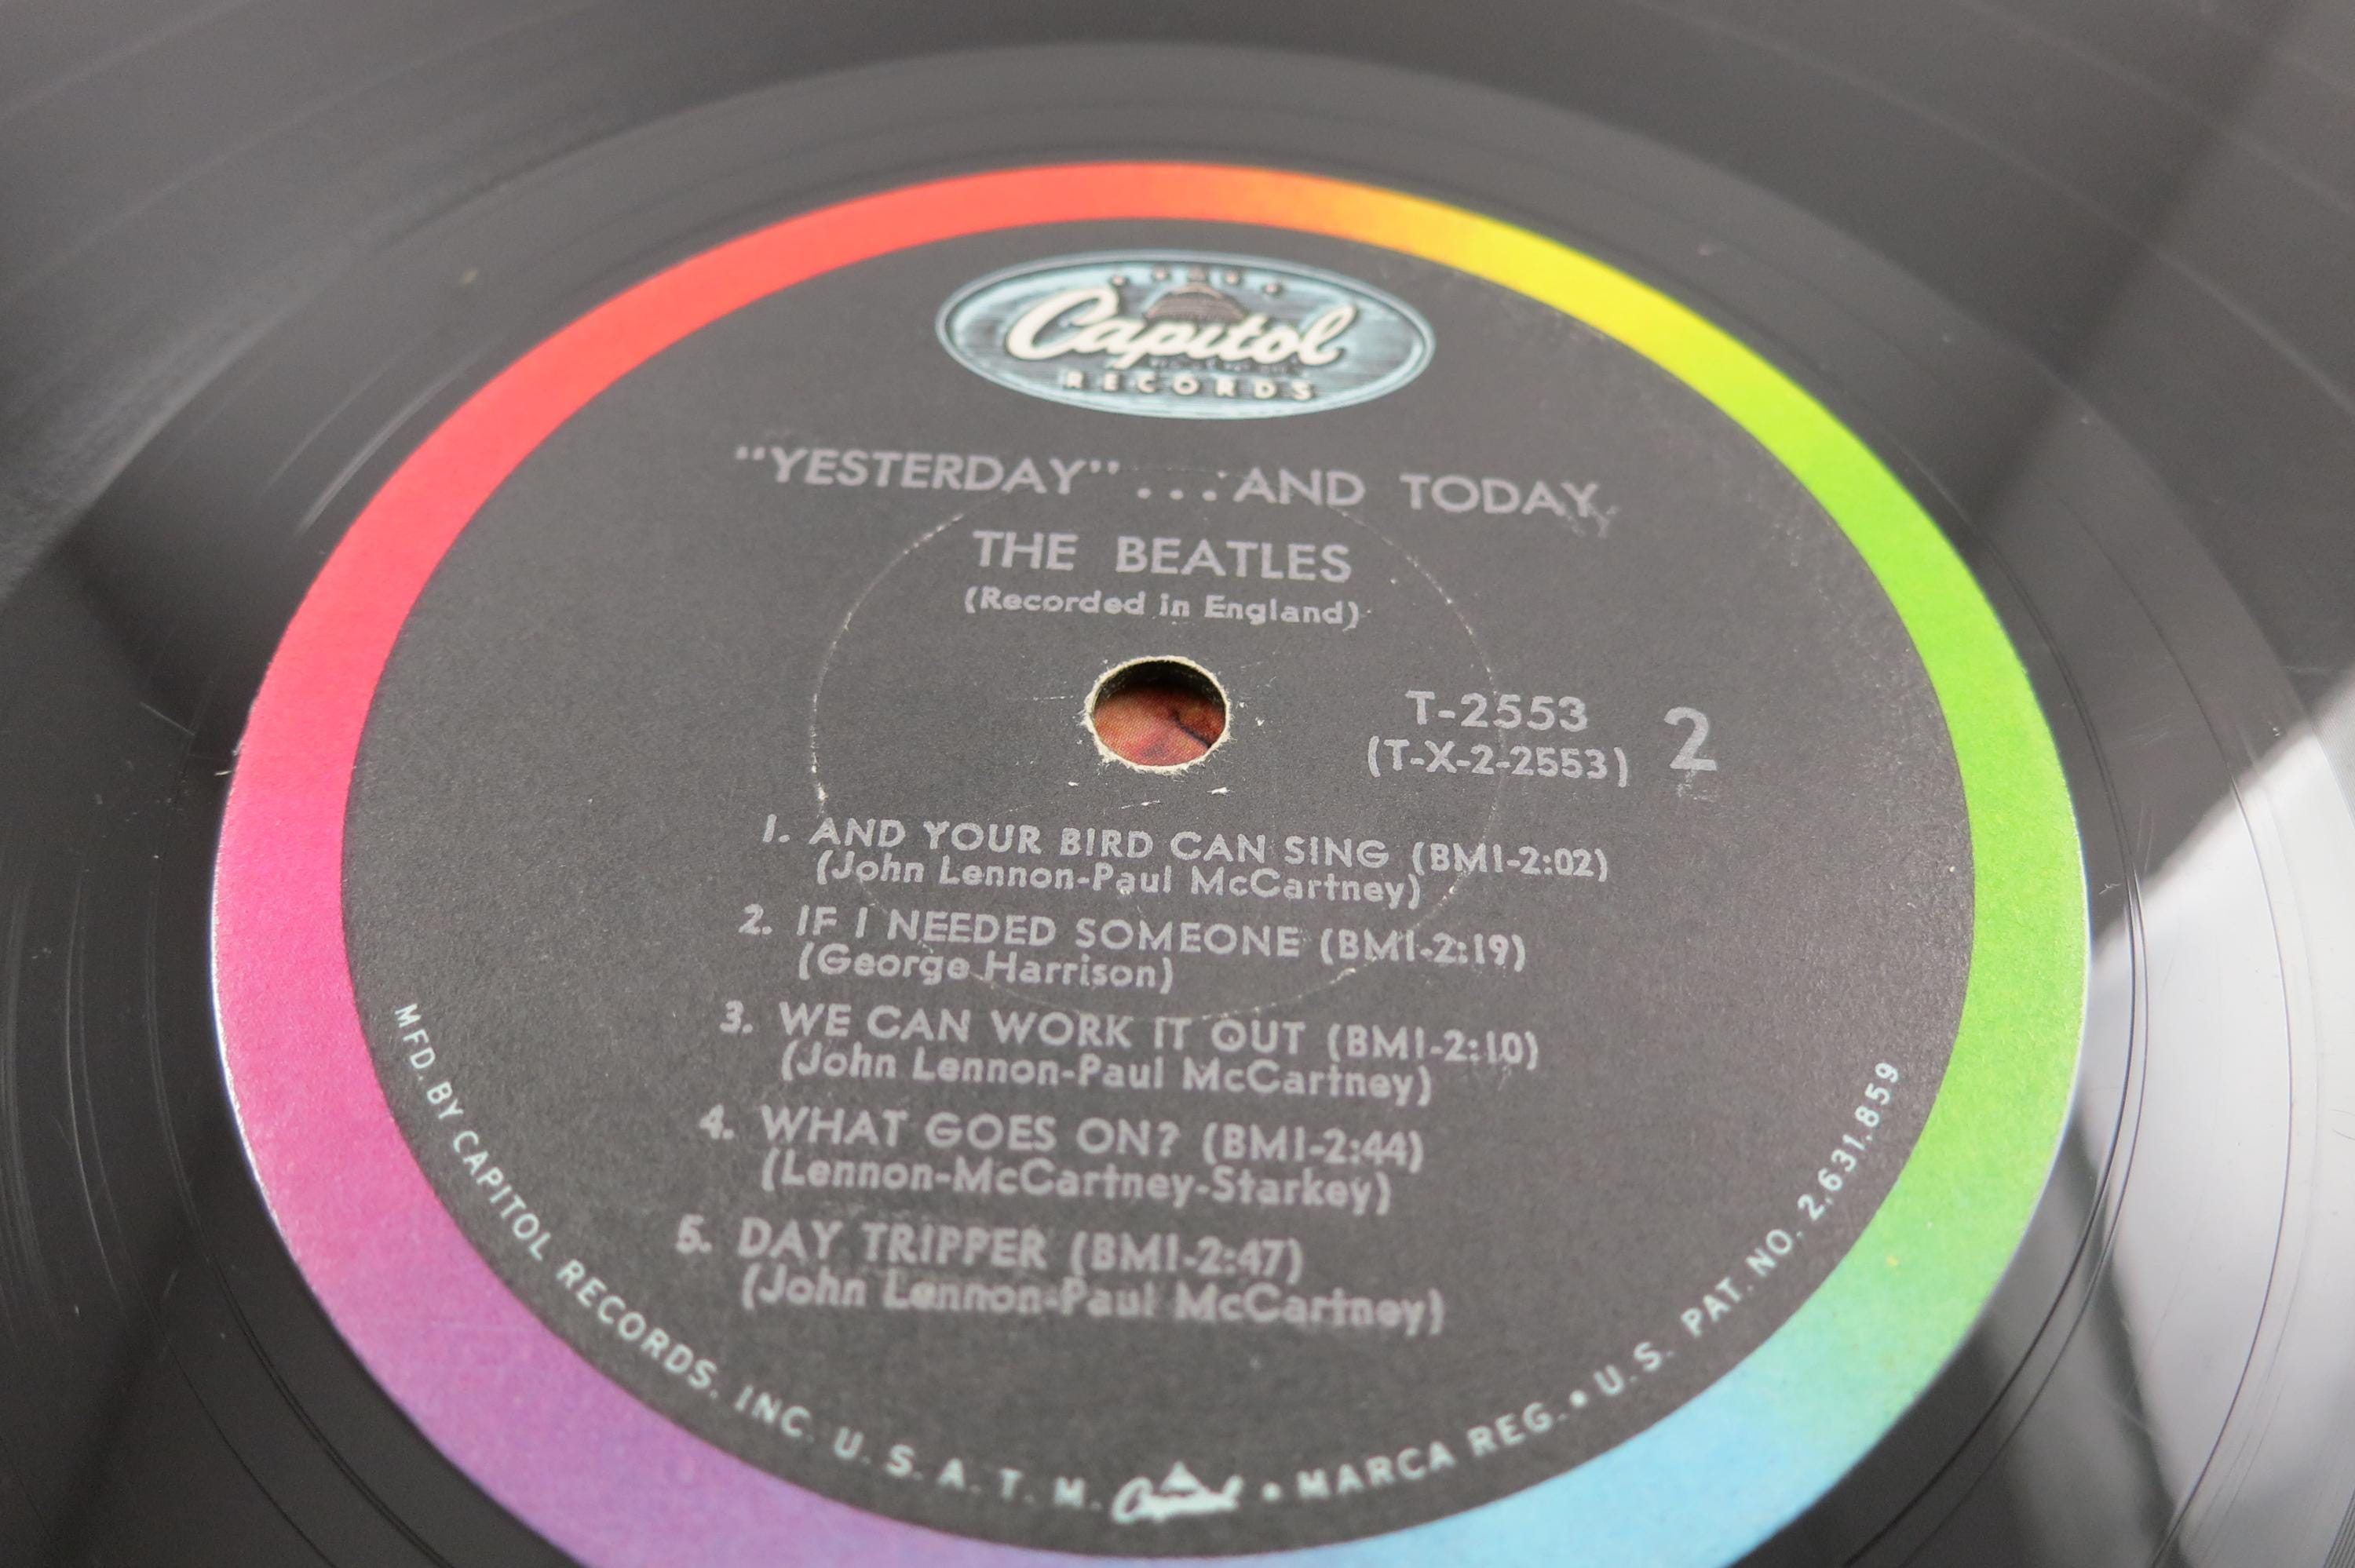 Capitol
RECORDS
“YESTERDAY” ...AND TODAY
THE BEATLES
(Recorded in England)
T-2553
(T-X-2-2553)
2
1. AND YOUR BIRD CAN SING (BMI-2:02)
(John Lennon-Paul McCartney)
2. IF I NEEDED SOMEONE (BMI-2:19)
(George Harrison)
3. WE CAN WORK IT OUT (BMI-2:10)
(John Lennon-Paul McCartney)
4. WHAT GOES ON? (BMI-2:44)
(Lennon-McCartney-Starkey)
5. DAY TRIPPER (BMI-2:47)
(John Lennon-Paul McCartney)
MFD. BY CAPITOL RECORDS, INC. U. S. A. T. M. Capitol • MARCA REG. • U. S. PAT. NO. 2,631,859